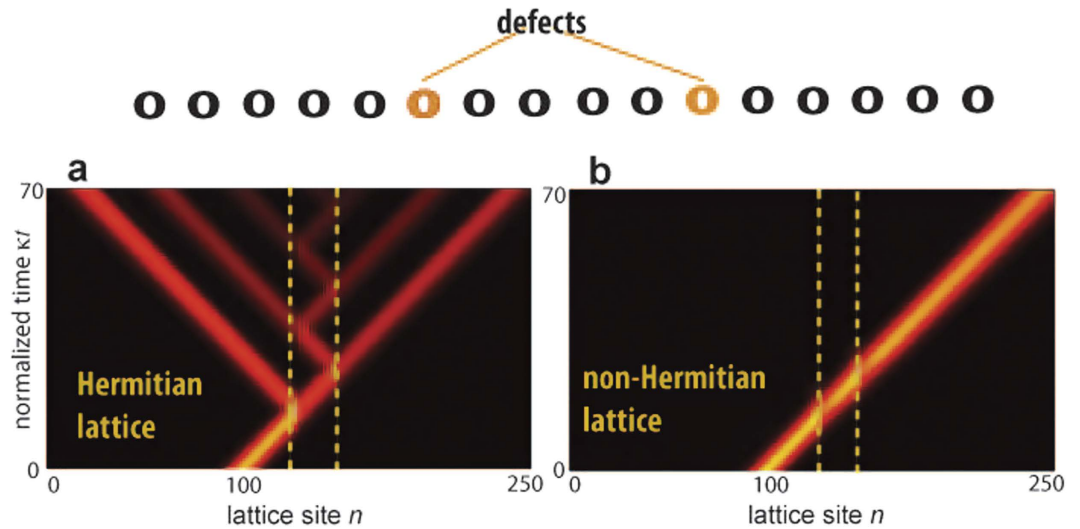 defects
o o o o o o o o o o o o o o o o
a
b
70
70
normalized time κt
Hermitian
lattice
non-Hermitian
lattice
0
0
0 100 250
0 100 250
lattice site n
lattice site n